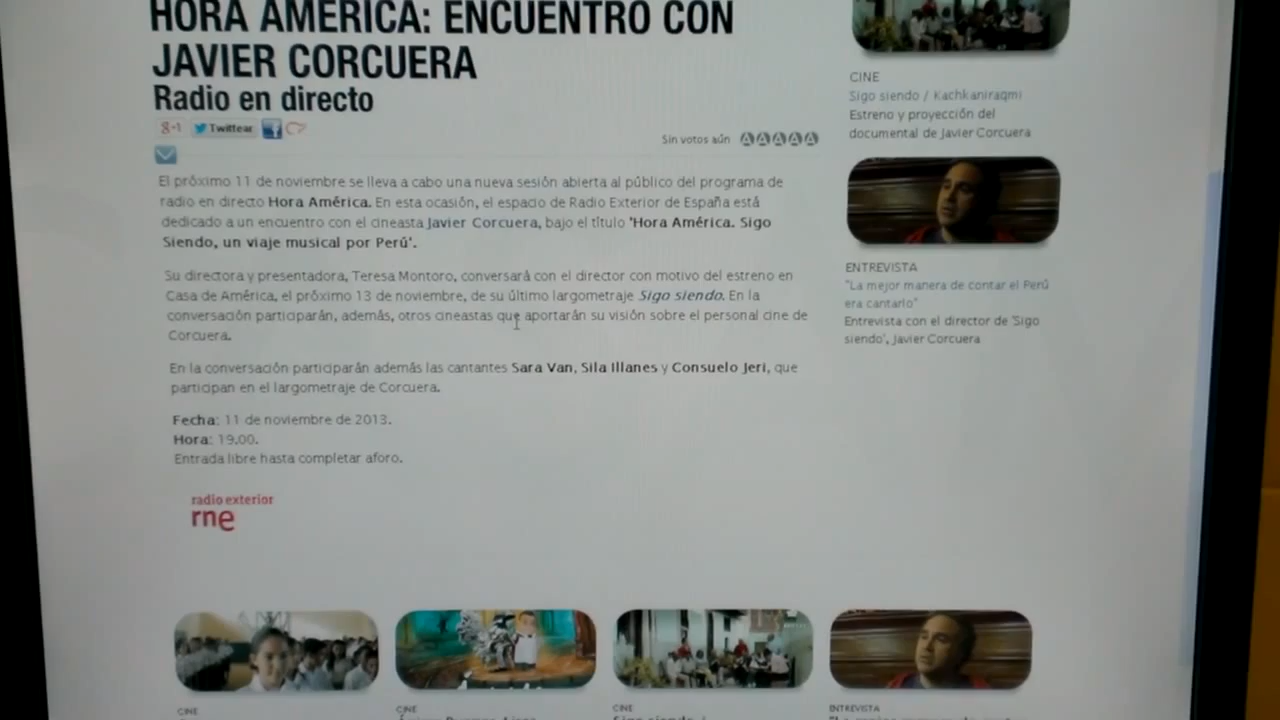 HORA AMÉRICA: ENCUENTRO CON
JAVIER CORCUERA
Radio en directo
g+1 Twittear
Sin votos aún
El próximo 11 de noviembre se lleva a cabo una nueva sesión abierta al público del programa de
radio en directo Hora América. En esta ocasión, el espacio de Radio Exterior de España está
dedicado a un encuentro con el cineasta Javier Corcuera, bajo el título 'Hora América. Sigo
Siendo, un viaje musical por Perú'.
Su directora y presentadora, Teresa Montoro, conversará con el director con motivo del estreno en
Casa de América, el próximo 13 de noviembre, de su último largometraje Sigo siendo. En la
conversación participarán, además, otros cineastas que aportarán su visión sobre el personal cine de
Corcuera.
En la conversación participarán además las cantantes Sara Van, Sila Illanes y Consuelo Jeri, que
participan en el largometraje de Corcuera.
Fecha: 11 de noviembre de 2013.
Hora: 19.00.
Entrada libre hasta completar aforo.
radio exterior
rne
CINE
Sigo siendo / Kachkaniraqmi
Estreno y proyección del
documental de Javier Corcuera
ENTREVISTA
"La mejor manera de contar el Perú
era cantarlo"
Entrevista con el director de 'Sigo
siendo', Javier Corcuera
CINE
CINE
CINE
ENTREVISTA
Sigo siendo /